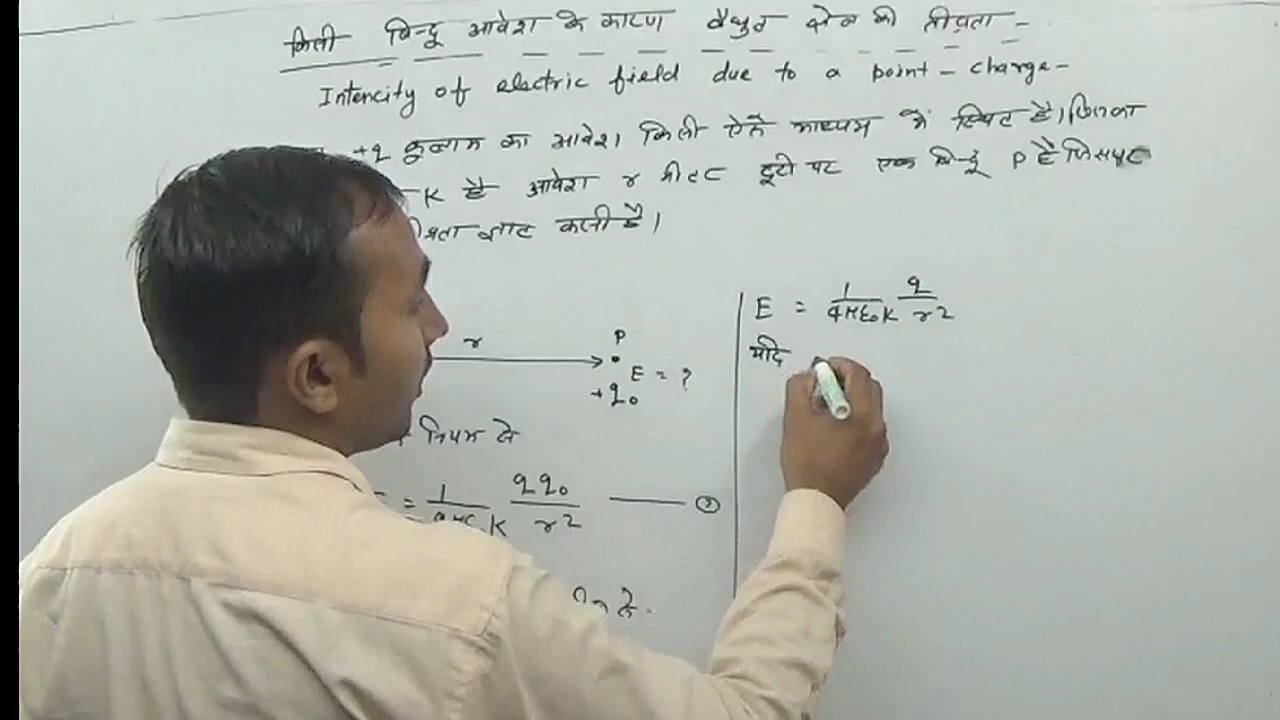 किसी बिन्दू आवेश के कारण वैधुत क्षेत्र की तीव्रता -
Intencity of electric field due to a point - charge -
+q कूलाम का आवेश किसी ऐसे माध्यम में स्थित है। जिसका
K है आवेश r मीटर दूरी पर एक बिन्दू P है जिसपर
ज्ञात करनी है।
r
P
E = ?
+q₀
नियम से
= 1/4πε K qq₀/r² —— ②
E = 1/4πε₀K q/r²
यदि